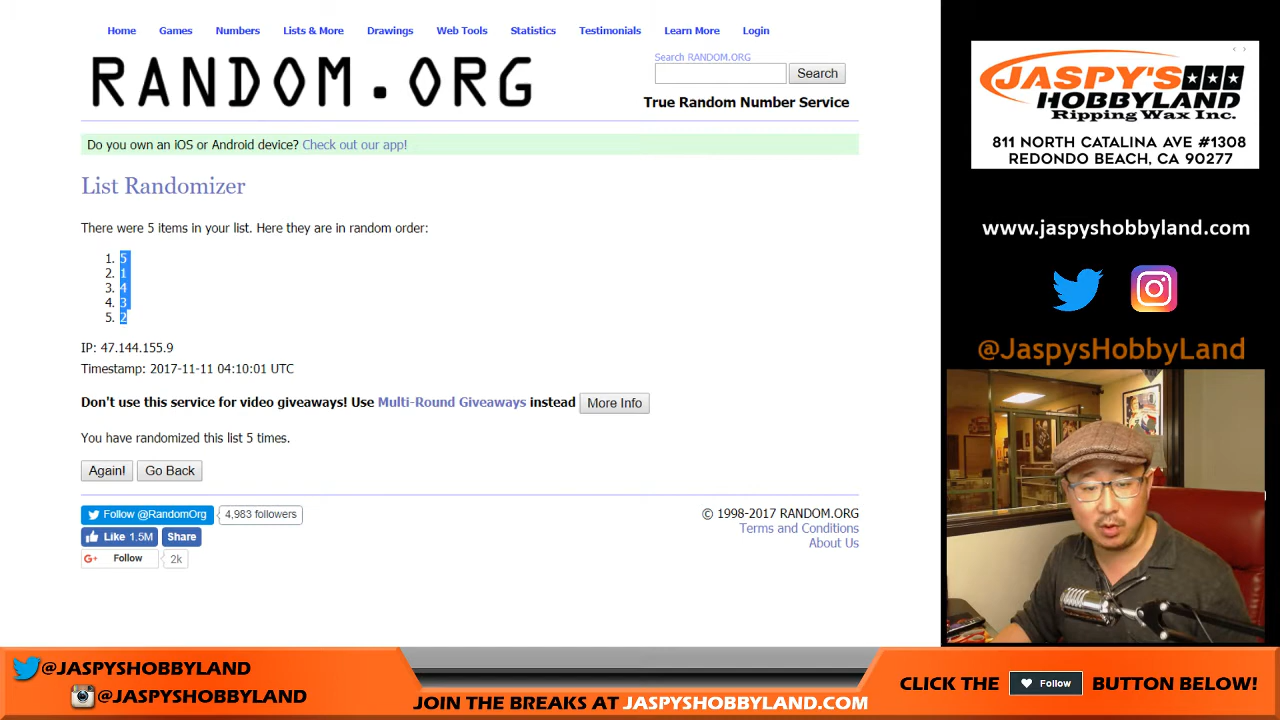 Home Games Numbers Lists & More Drawings Web Tools Statistics Testimonials Learn More Login
RANDOM.ORG
Search RANDOM.ORG
Search
True Random Number Service
Do you own an iOS or Android device? Check out our app!
List Randomizer
There were 5 items in your list. Here they are in random order:
1. 5
2. 1
3. 4
4. 3
5. 2
IP: 47.144.155.9
Timestamp: 2017-11-11 04:10:01 UTC
Don't use this service for video giveaways! Use Multi-Round Giveaways instead More Info
You have randomized this list 5 times.
Again! Go Back
Follow @RandomOrg 4,983 followers
Like 1.5M Share
G+ Follow 2k
© 1998-2017 RANDOM.ORG
Terms and Conditions
About Us
JASPY'S
HOBBYLAND
Ripping Wax Inc.
811 NORTH CATALINA AVE #1308
REDONDO BEACH, CA 90277
www.jaspyshobbyland.com
@JaspysHobbyLand
@JASPYSHOBBYLAND
@JASPYSHOBBYLAND
JOIN THE BREAKS AT JASPYSHOBBYLAND.COM
CLICK THE Follow BUTTON BELOW!